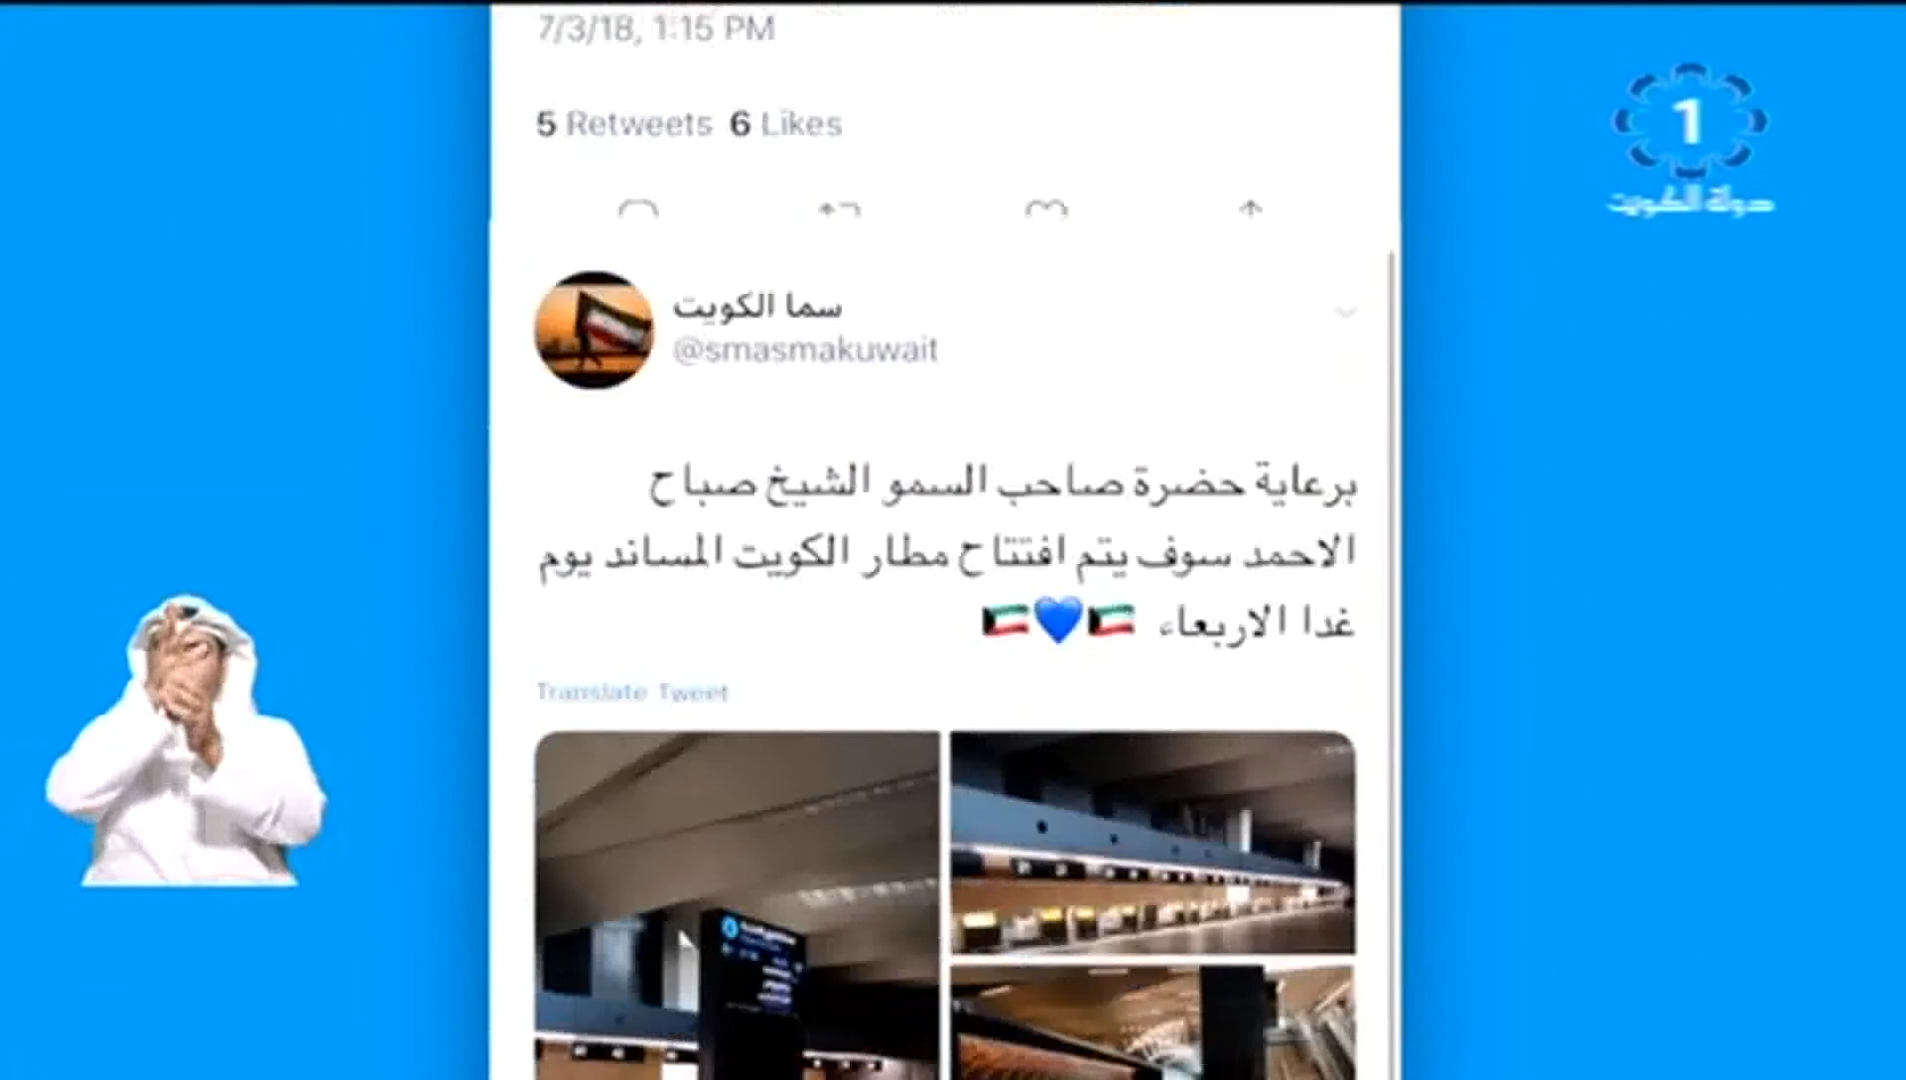 7/3/18, 1:15 PM
5 Retweets 6 Likes
1
دولة الكويت
سما الكويت
@smasmakuwait
برعاية حضرة صاحب السمو الشيخ صباح
الاحمد سوف يتم افتتاح مطار الكويت المساند يوم
غدا الاربعاء 🇰🇼💙🇰🇼
Translate Tweet